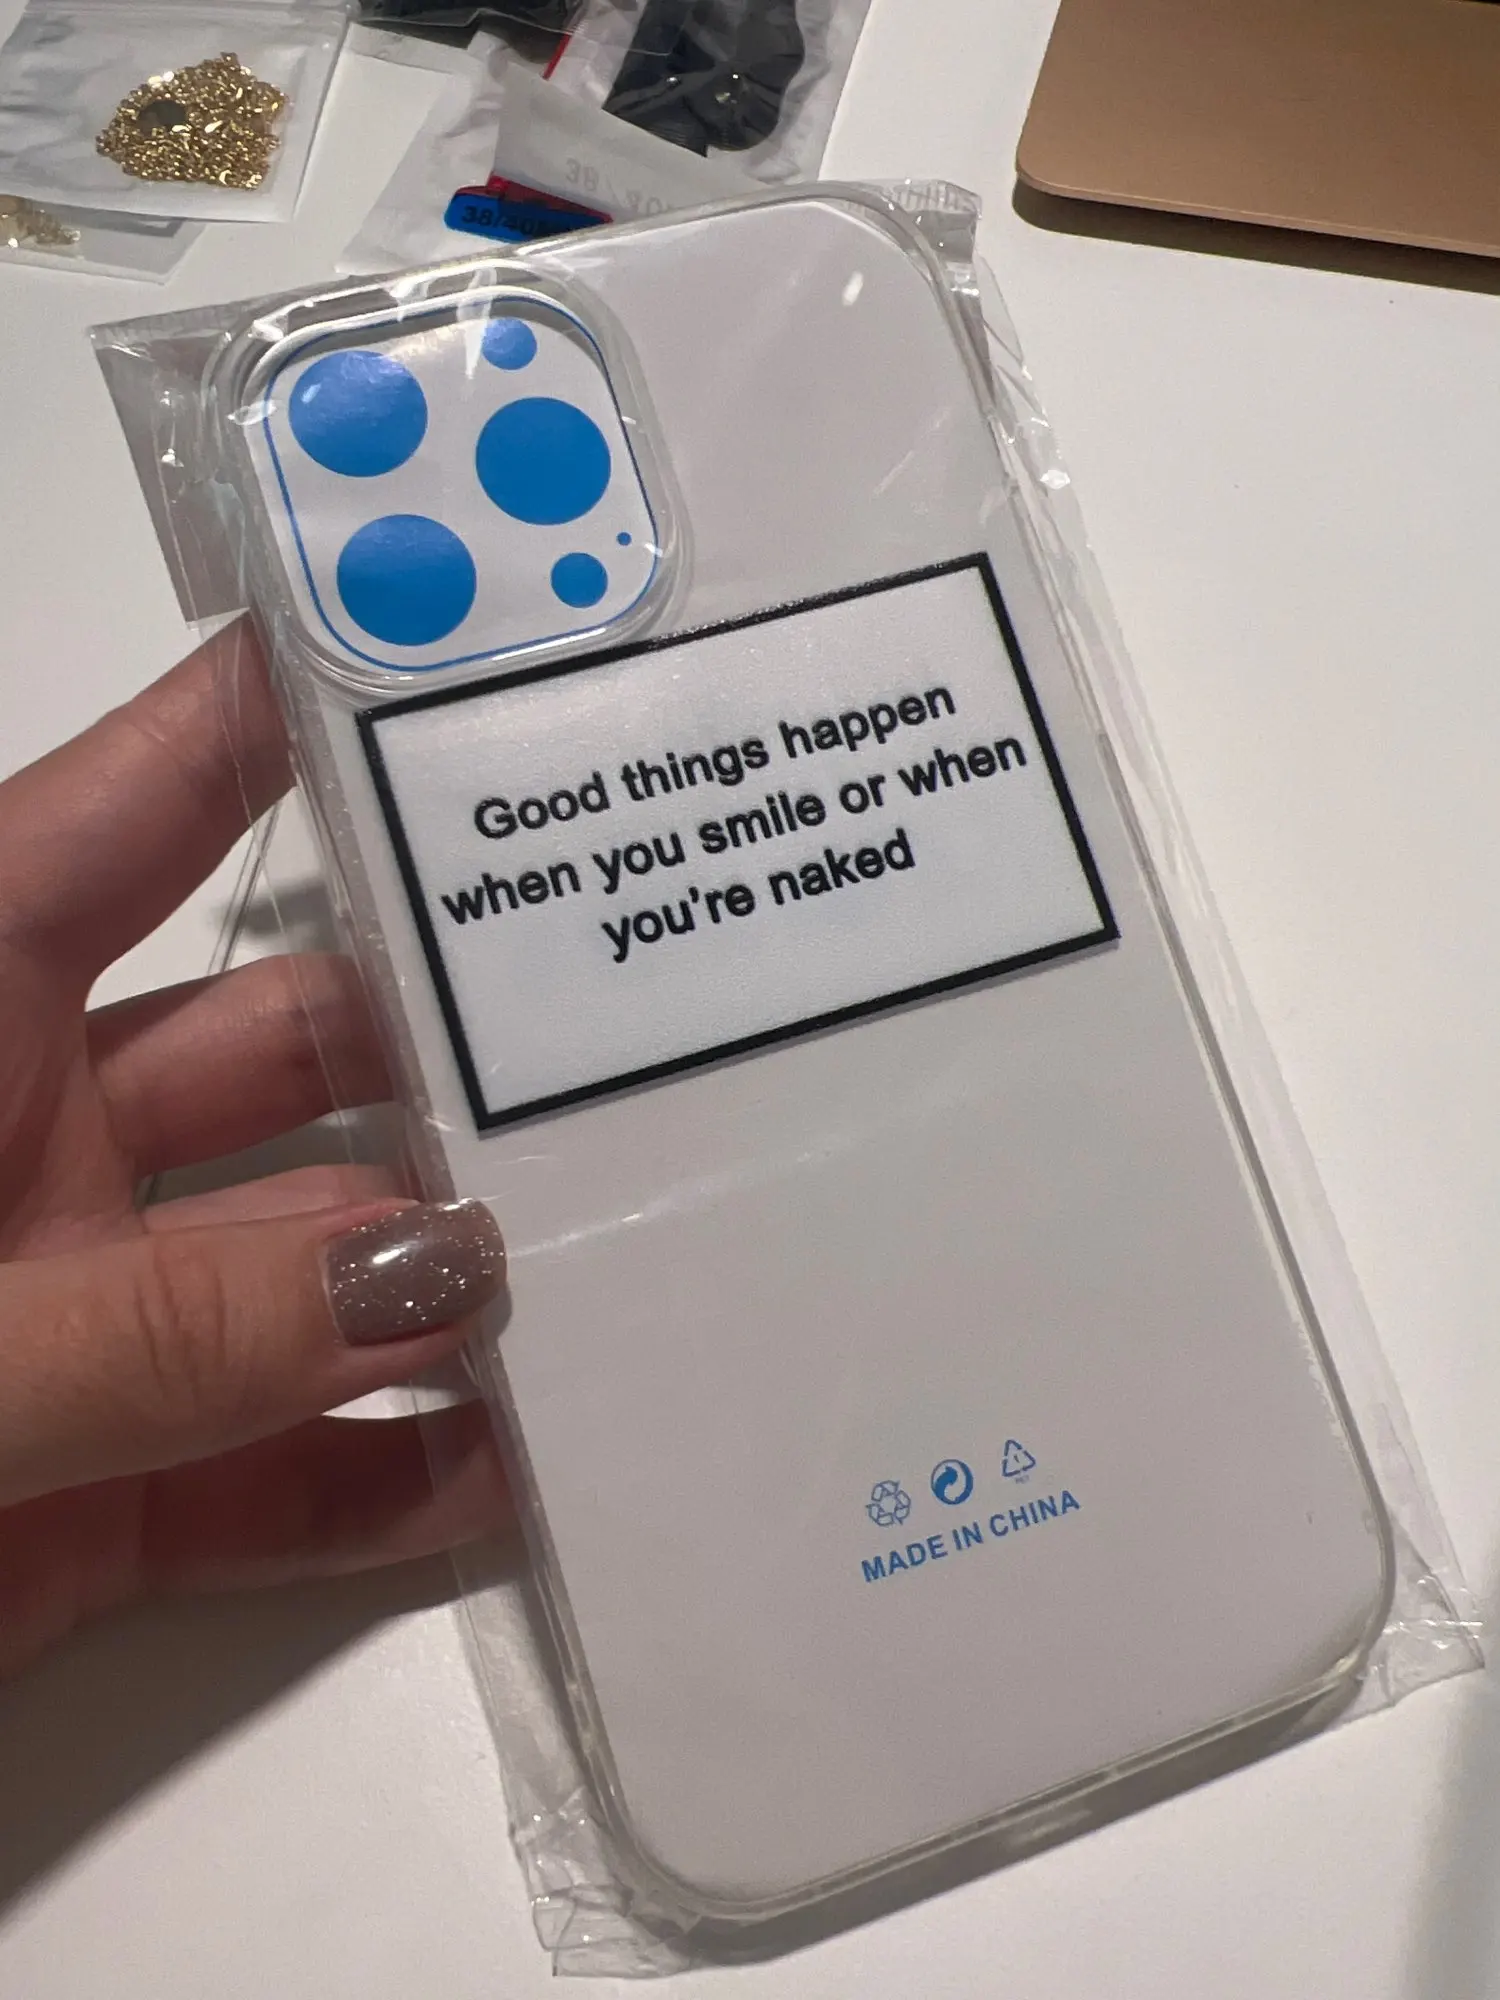 38/40
Good things happen
when you smile or when
you're naked
MADE IN CHINA